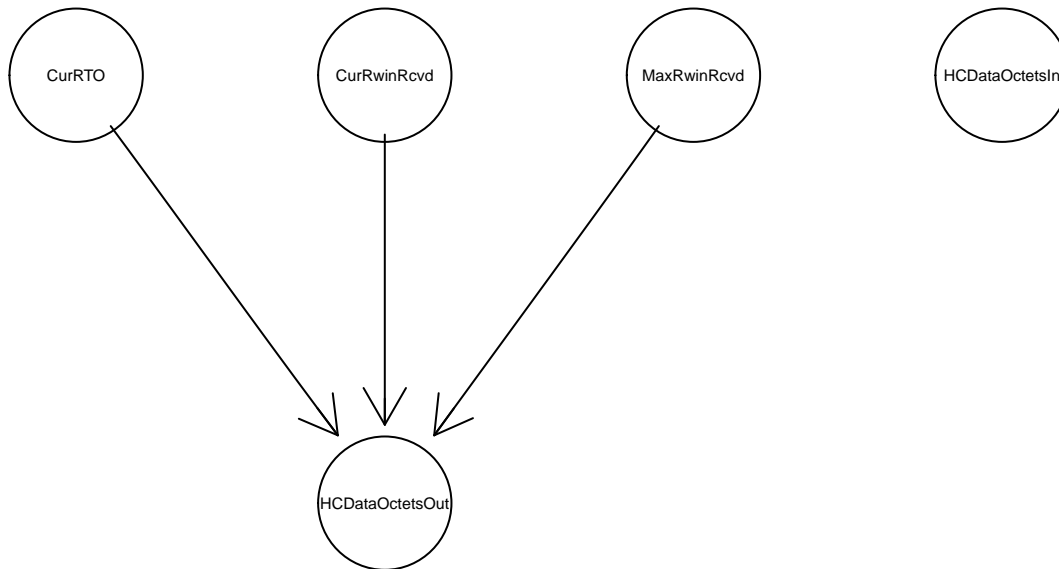 CurRTO
CurRwinRcvd
MaxRwinRcvd
HCDataOctetsIn
HCDataOctetsOut